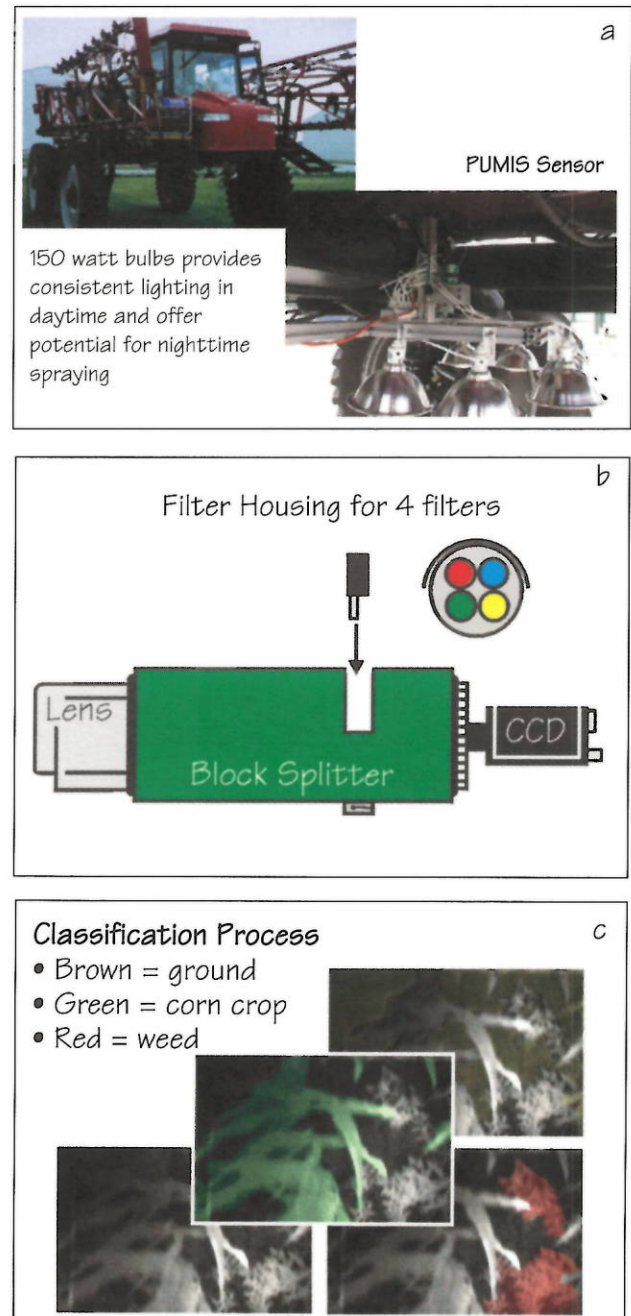 a
PUMIS Sensor
150 watt bulbs provides
consistent lighting in
daytime and offer
potential for nighttime
spraying
b
Filter Housing for 4 filters
Lens
Block Splitter
CCD
c
Classification Process
• Brown = ground
• Green = corn crop
• Red = weed